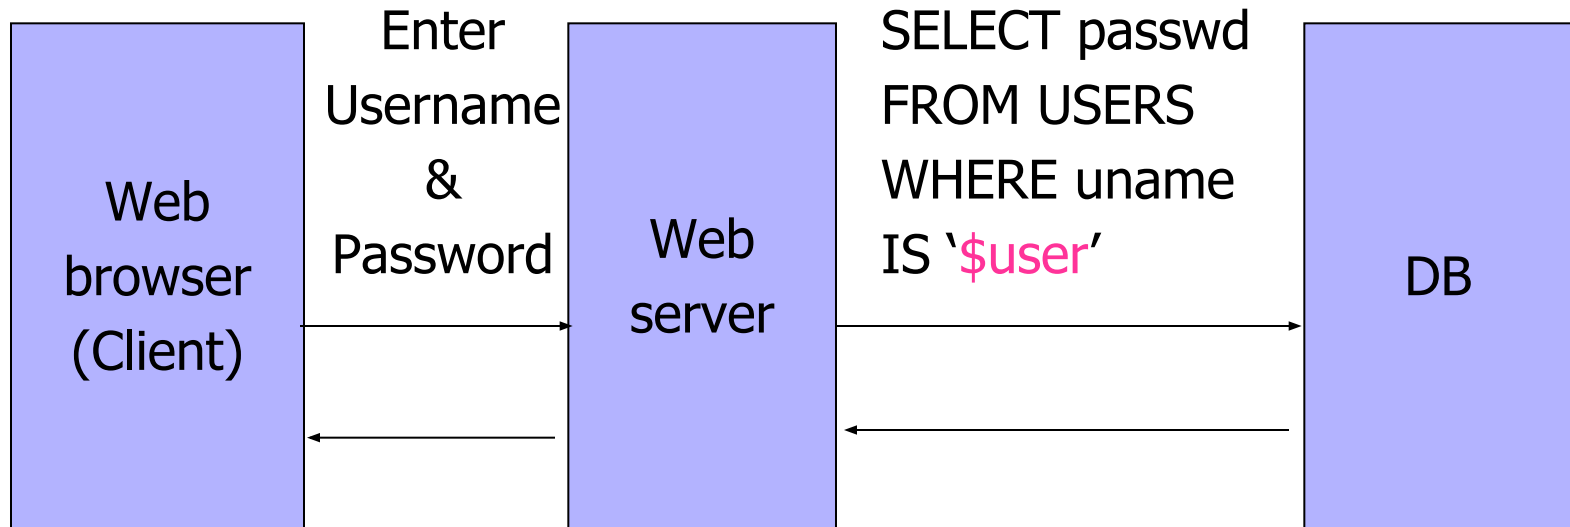 Web
browser
(Client)
Enter
Username
&
Password
Web
server
SELECT passwd
FROM USERS
WHERE uname
IS ‘$user’
DB